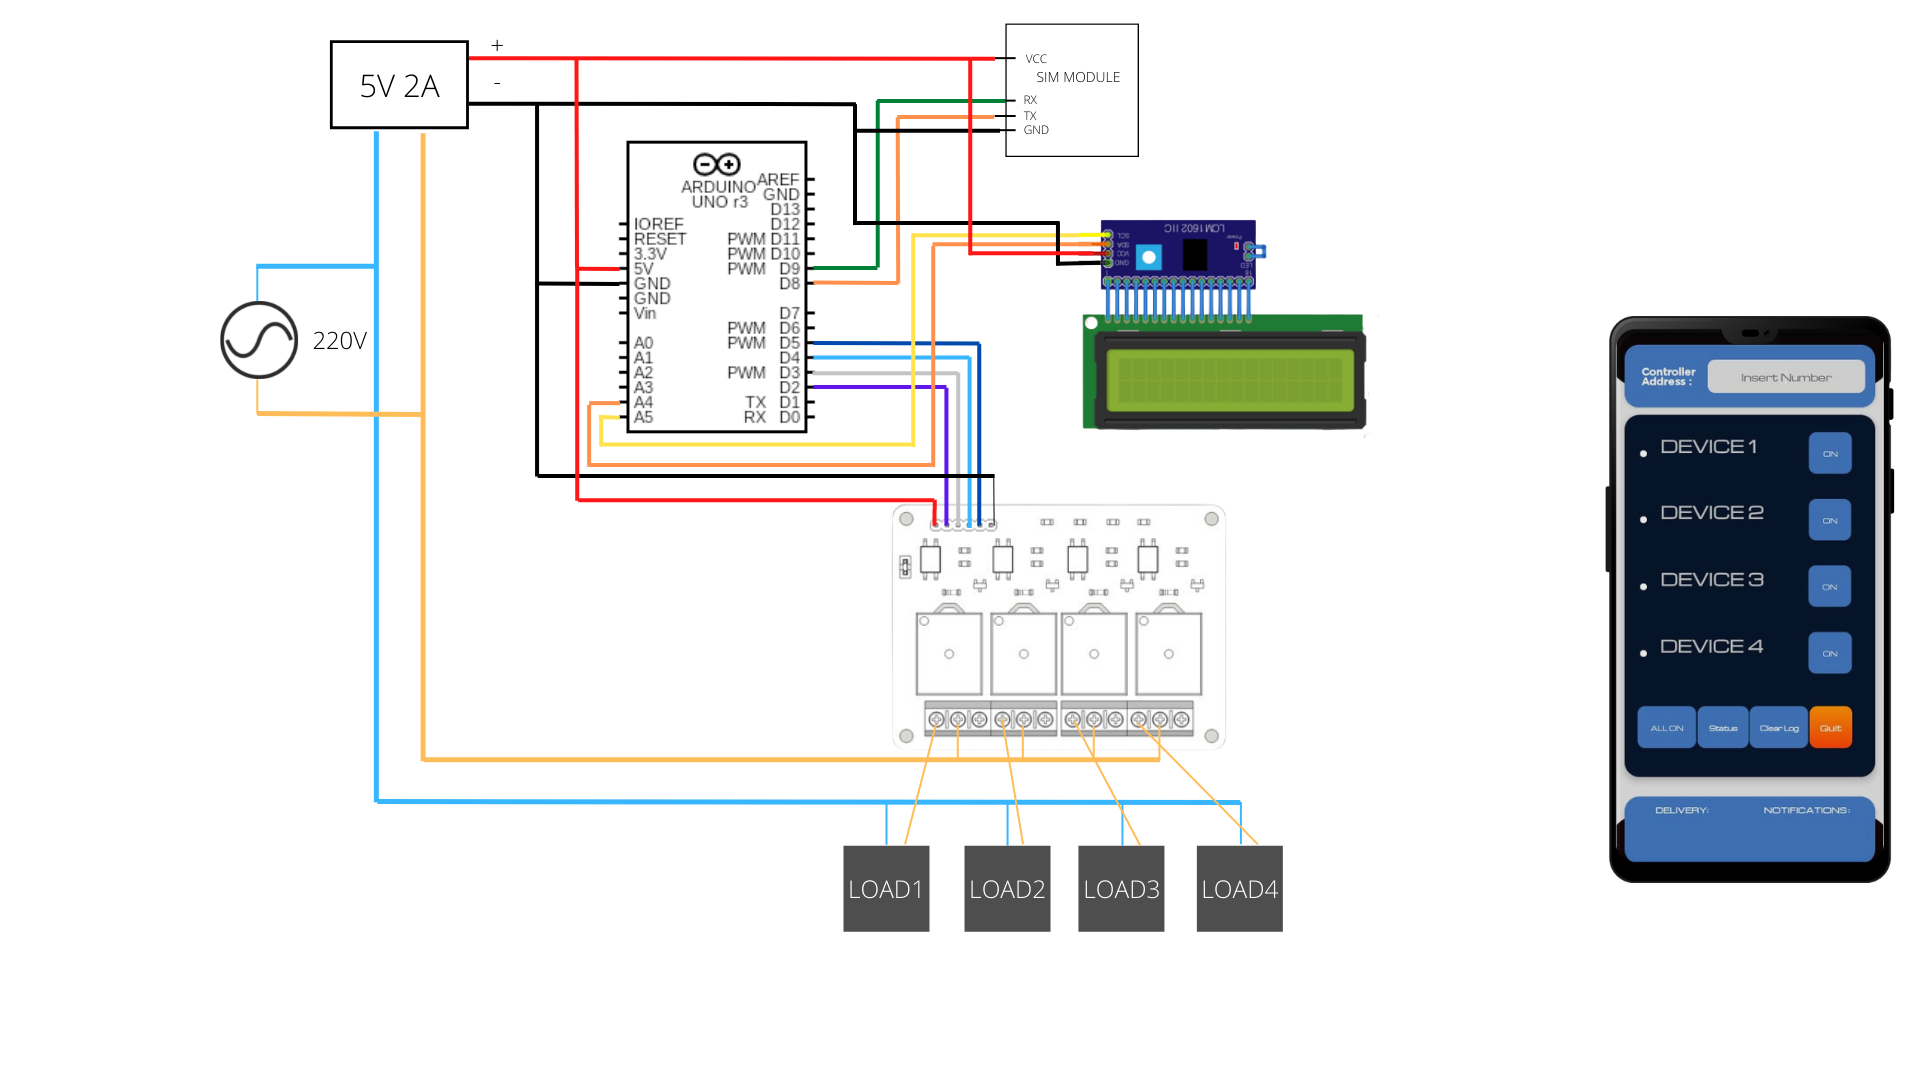 5V 2A
+
-
VCC
SIM MODULE
RX
TX
GND
ARDUINO
UNO r3
AREF
GND
D13
D12
PWM D11
PWM D10
PWM D9
D8
D7
PWM D6
PWM D5
D4
PWM D3
D2
TX D1
RX D0
IOREF
RESET
3.3V
5V
GND
GND
Vin
A0
A1
A2
A3
A4
A5
220V
LCM1602 IIC
SCL
SDA
VCC
GND
Power
LED
16
LOAD1
LOAD2
LOAD3
LOAD4
Controller
Address :
Insert Number
DEVICE 1
ON
DEVICE 2
ON
DEVICE 3
ON
DEVICE 4
ON
ALL ON
Status
Clear Log
Quit
DELIVERY:
NOTIFICATIONS: